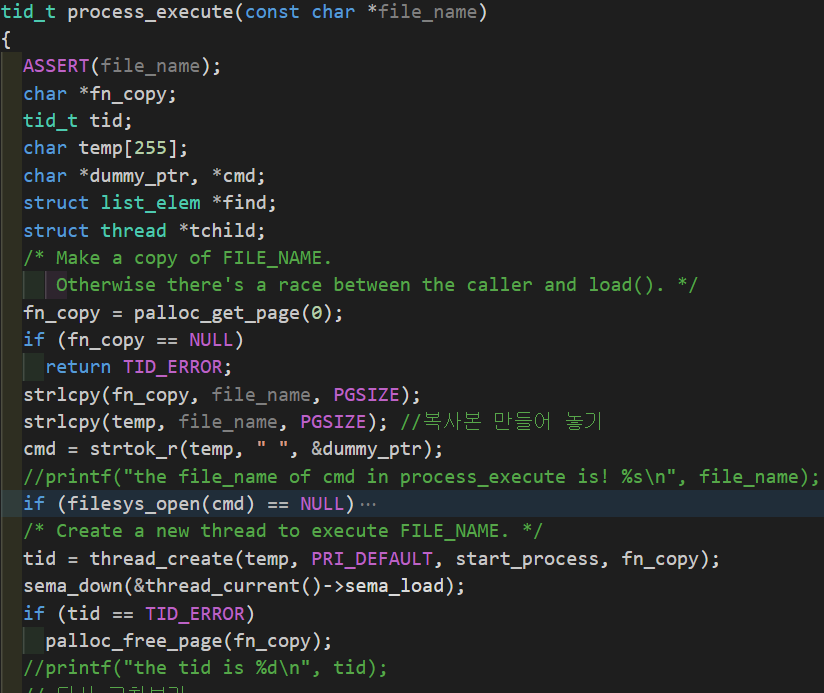 tid_t process_execute(const char *file_name)
{
ASSERT(file_name);
char *fn_copy;
tid_t tid;
char temp[255];
char *dummy_ptr, *cmd;
struct list_elem *find;
struct thread *tchild;
/* Make a copy of FILE_NAME.
Otherwise there's a race between the caller and load(). */
fn_copy = palloc_get_page(0);
if (fn_copy == NULL)
return TID_ERROR;
strlcpy(fn_copy, file_name, PGSIZE);
strlcpy(temp, file_name, PGSIZE); //복사본 만들어 놓기
cmd = strtok_r(temp, " ", &dummy_ptr);
//printf("the file_name of cmd in process_execute is! %s\n", file_name);
if (filesys_open(cmd) == NULL)···
/* Create a new thread to execute FILE_NAME. */
tid = thread_create(temp, PRI_DEFAULT, start_process, fn_copy);
sema_down(&thread_current()->sema_load);
if (tid == TID_ERROR)
palloc_free_page(fn_copy);
//printf("the tid is %d\n", tid);
//